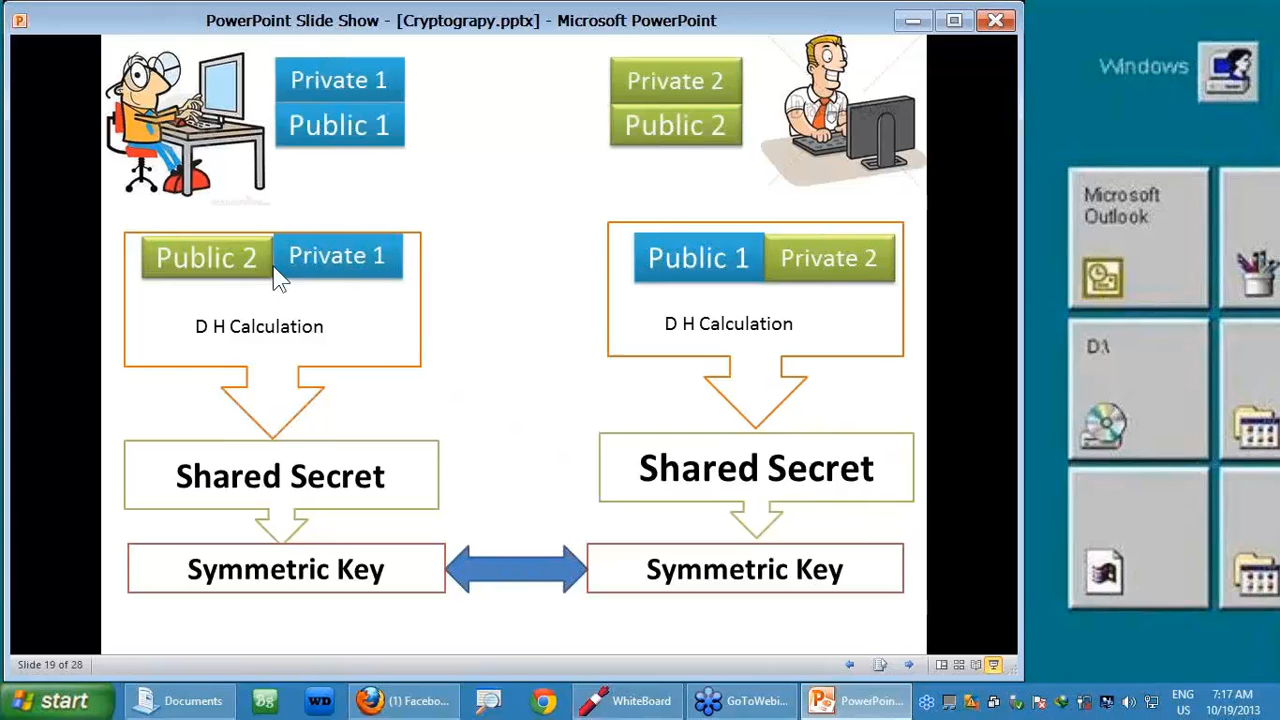 PowerPoint Slide Show - [Cryptograpy.pptx] - Microsoft PowerPoint
Windows
Private 1
Public 1
Private 2
Public 2
Microsoft
Outlook
Public 2
Private 1
D H Calculation
Public 1
Private 2
D H Calculation
D:\
Shared Secret
Shared Secret
Symmetric Key
Symmetric Key
Slide 19 of 28
start
Documents
WD
(1) Facebo...
WhiteBoard
GoToWebi...
PowerPoin...
ENG
US
7:17 AM
10/19/2013